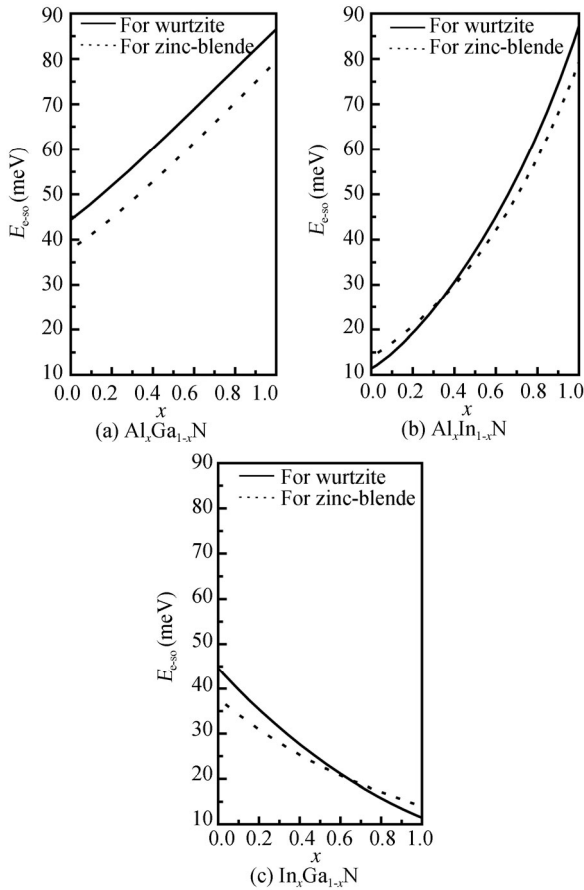 90
80
70
60
50
40
30
20
10
E_e-so (meV)
For wurtzite
For zinc-blende
0.0 0.2 0.4 0.6 0.8 1.0
x
(a) Al_xGa_1-xN
90
80
70
60
50
40
30
20
10
E_e-so (meV)
For wurtzite
For zinc-blende
0.0 0.2 0.4 0.6 0.8 1.0
x
(b) Al_xIn_1-xN
90
80
70
60
50
40
30
20
10
E_e-so (meV)
For wurtzite
For zinc-blende
0.0 0.2 0.4 0.6 0.8 1.0
x
(c) In_xGa_1-xN